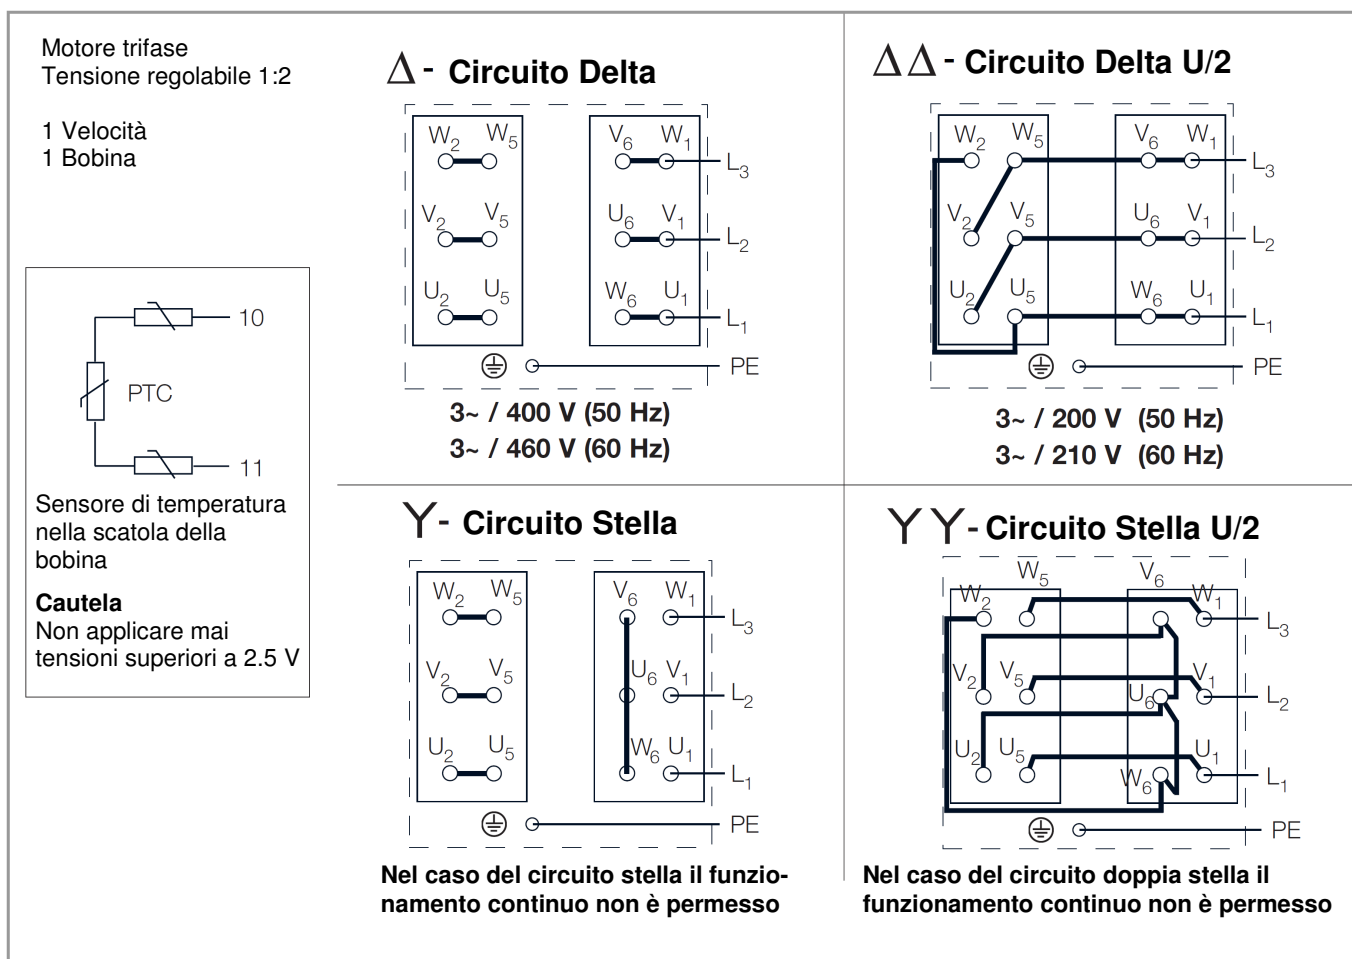 Motore trifase
Tensione regolabile 1:2
1 Velocità
1 Bobina
10
PTC
11
Sensore di temperatura
nella scatola della
bobina
Cautela
Non applicare mai
tensioni superiori a 2.5 V
Δ - Circuito Delta
W2 W5 V6 W1
L3
V2 V5 U6 V1
L2
U2 U5 W6 U1
L1
PE
3~ / 400 V (50 Hz)
3~ / 460 V (60 Hz)
ΔΔ - Circuito Delta U/2
W2 W5 V6 W1
L3
V2 V5 U6 V1
L2
U2 U5 W6 U1
L1
PE
3~ / 200 V (50 Hz)
3~ / 210 V (60 Hz)
Y- Circuito Stella
W2 W5 V6 W1
L3
V2 V5 U6 V1
L2
U2 U5 W6 U1
L1
PE
Nel caso del circuito stella il funzio-
namento continuo non è permesso
YY- Circuito Stella U/2
W5 V6
W2 W1
L3
V2 V5 U6 V1
L2
U2 U5 W6 U1
L1
PE
Nel caso del circuito doppia stella il
funzionamento continuo non è permesso